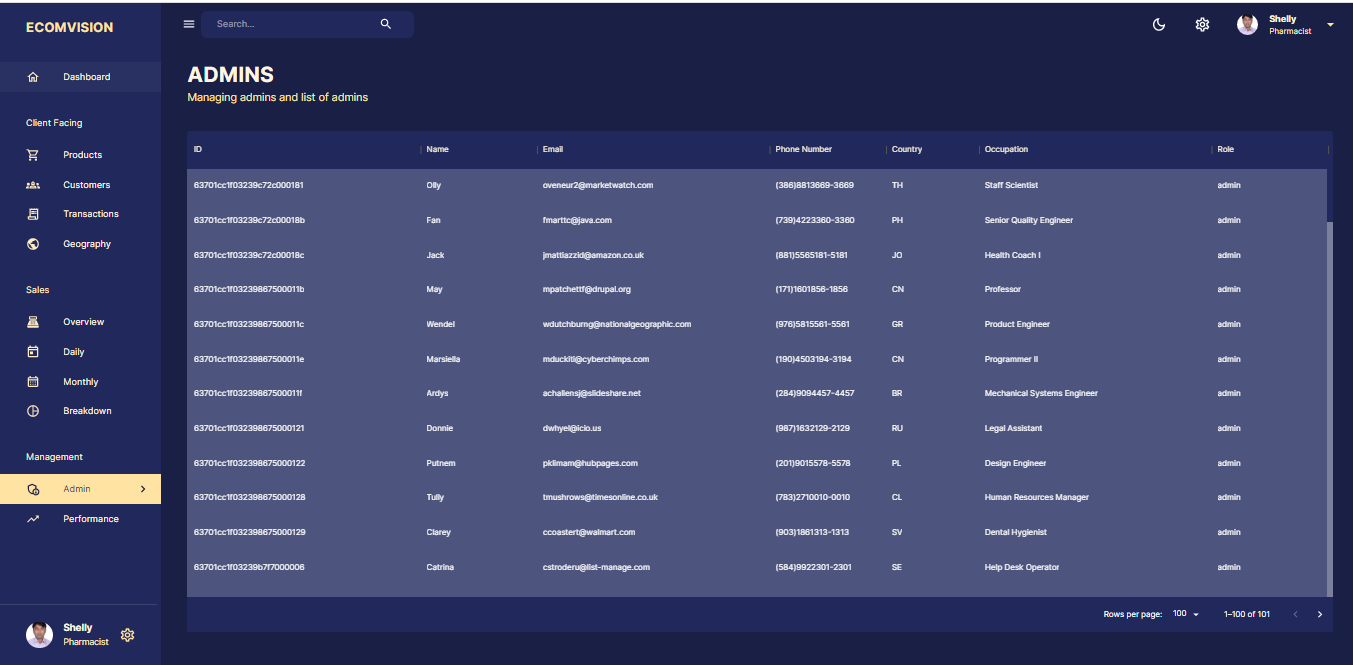 ECOMVISION
Search...
Shelly
Pharmacist
Dashboard
Client Facing
Products
Customers
Transactions
Geography
Sales
Overview
Daily
Monthly
Breakdown
Management
Admin
Performance
Shelly
Pharmacist
ADMINS
Managing admins and list of admins
ID Name Email Phone Number Country Occupation Role
63701cc1f03239c72c000181 Olly oveneur2@marketwatch.com (386)8813669-3669 TH Staff Scientist admin
63701cc1f03239c72c00018b Fan fmarttc@java.com (739)4223360-3360 PH Senior Quality Engineer admin
63701cc1f03239c72c00018c Jack jmattiazzid@amazon.co.uk (881)5565181-5181 JO Health Coach I admin
63701cc1f03239867500011b May mpatchettf@drupal.org (171)1601856-1856 CN Professor admin
63701cc1f03239867500011c Wendel wdutchburng@nationalgeographic.com (976)5815561-5561 GR Product Engineer admin
63701cc1f03239867500011e Marsiella mduckiti@cyberchimps.com (190)4503194-3194 CN Programmer II admin
63701cc1f03239867500011f Ardys achallensj@slideshare.net (284)9094457-4457 BR Mechanical Systems Engineer admin
63701cc1f032398675000121 Donnie dwhyel@icio.us (987)1632129-2129 RU Legal Assistant admin
63701cc1f032398675000122 Putnem pklimam@hubpages.com (201)9015578-5578 PL Design Engineer admin
63701cc1f032398675000128 Tully tmushrows@timesonline.co.uk (783)2710010-0010 CL Human Resources Manager admin
63701cc1f032398675000129 Clarey ccoastert@walmart.com (903)1861313-1313 SV Dental Hygienist admin
63701cc1f03239b7f7000006 Catrina cstroderu@list-manage.com (584)9922301-2301 SE Help Desk Operator admin
Rows per page: 100 1–100 of 101